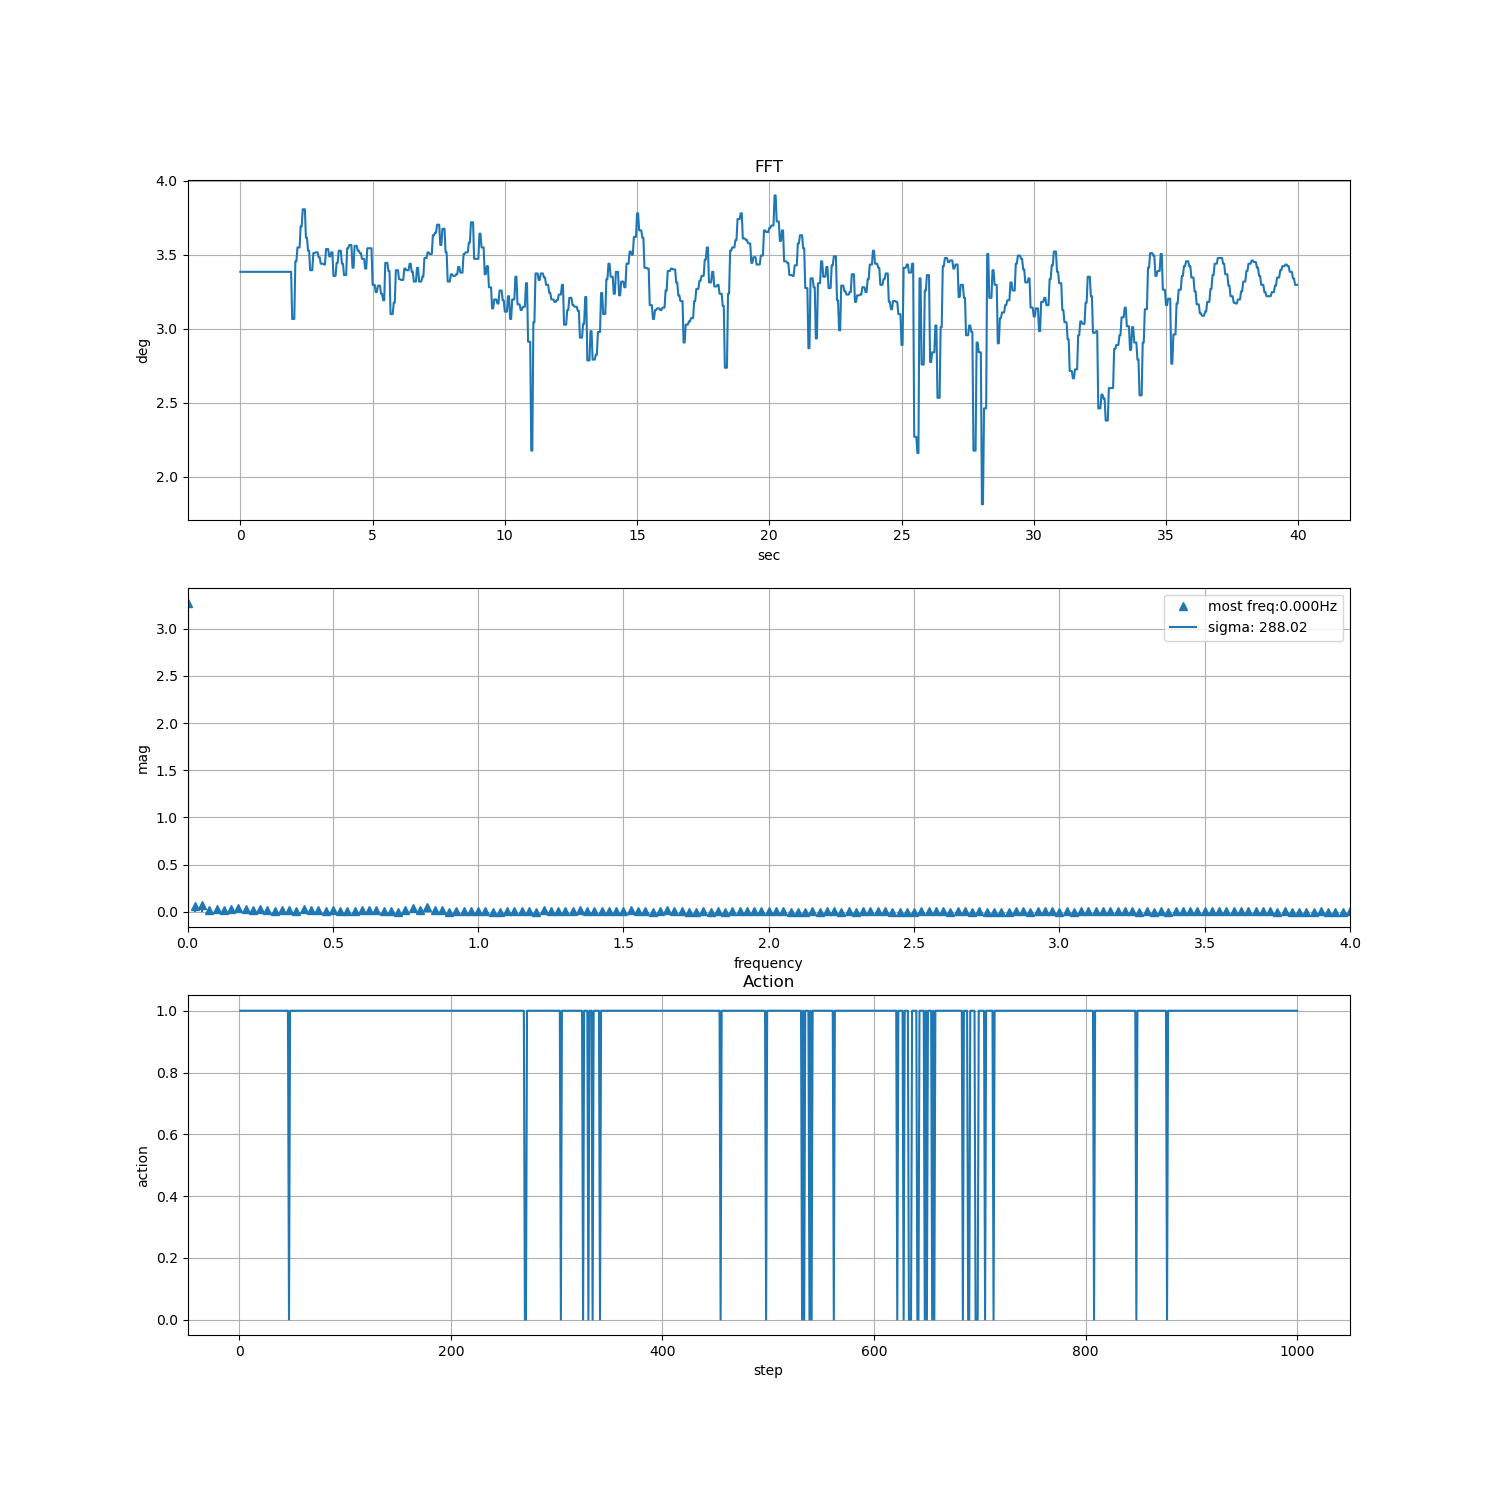 FFT
4.0
3.5
3.0
2.5
2.0
deg
0 5 10 15 20 25 30 35 40
sec
most freq:0.000Hz
sigma: 288.02
3.0
2.5
2.0
1.5
1.0
0.5
0.0
mag
0.0 0.5 1.0 1.5 2.0 2.5 3.0 3.5 4.0
frequency
Action
1.0
0.8
0.6
0.4
0.2
0.0
action
0 200 400 600 800 1000
step